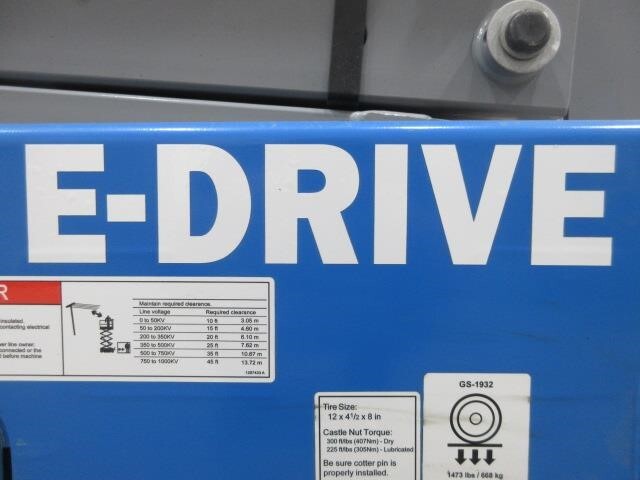 E-DRIVE
R
insulated.
contacting electrical
wer line owner.
connected or the
d before machine
Maintain required clearance.
Line voltage Required clearance
0 to 50KV 10 ft 3.05 m
50 to 200KV 15 ft 4.60 m
200 to 350KV 20 ft 6.10 m
350 to 500KV 25 ft 7.62 m
500 to 750KV 35 ft 10.67 m
750 to 1000KV 45 ft 13.72 m
Tire Size:
12 x 4½ x 8 in
Castle Nut Torque:
300 ft/lbs (407Nm) - Dry
225 ft/lbs (305Nm) - Lubricated
Be sure cotter pin is
properly installed.
GS-1932
1473 lbs / 668 kg